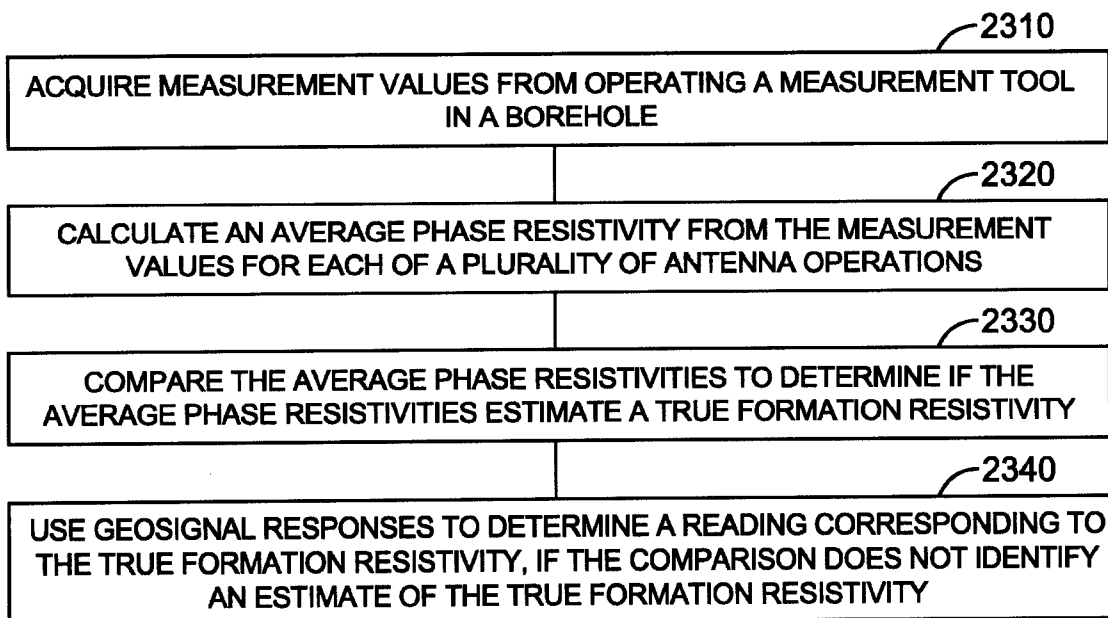 2310
ACQUIRE MEASUREMENT VALUES FROM OPERATING A MEASUREMENT TOOL
IN A BOREHOLE
2320
CALCULATE AN AVERAGE PHASE RESISTIVITY FROM THE MEASUREMENT
VALUES FOR EACH OF A PLURALITY OF ANTENNA OPERATIONS
2330
COMPARE THE AVERAGE PHASE RESISTIVITIES TO DETERMINE IF THE
AVERAGE PHASE RESISTIVITIES ESTIMATE A TRUE FORMATION RESISTIVITY
2340
USE GEOSIGNAL RESPONSES TO DETERMINE A READING CORRESPONDING TO
THE TRUE FORMATION RESISTIVITY, IF THE COMPARISON DOES NOT IDENTIFY
AN ESTIMATE OF THE TRUE FORMATION RESISTIVITY